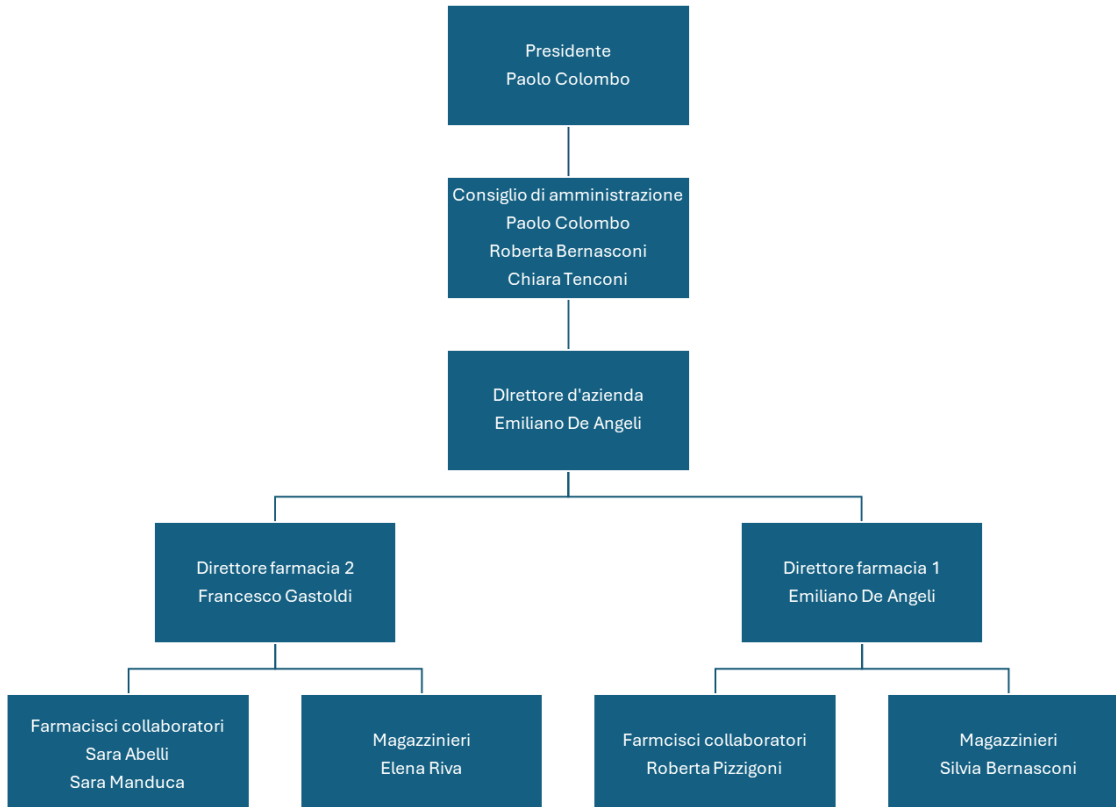 Presidente
Paolo Colombo
Consiglio di amministrazione
Paolo Colombo
Roberta Bernasconi
Chiara Tenconi
DIrettore d'azienda
Emiliano De Angeli
Direttore farmacia 2
Francesco Gastoldi
Direttore farmacia 1
Emiliano De Angeli
Farmacisci collaboratori
Sara Abelli
Sara Manduca
Magazzinieri
Elena Riva
Farmcisci collaboratori
Roberta Pizzigoni
Magazzinieri
Silvia Bernasconi